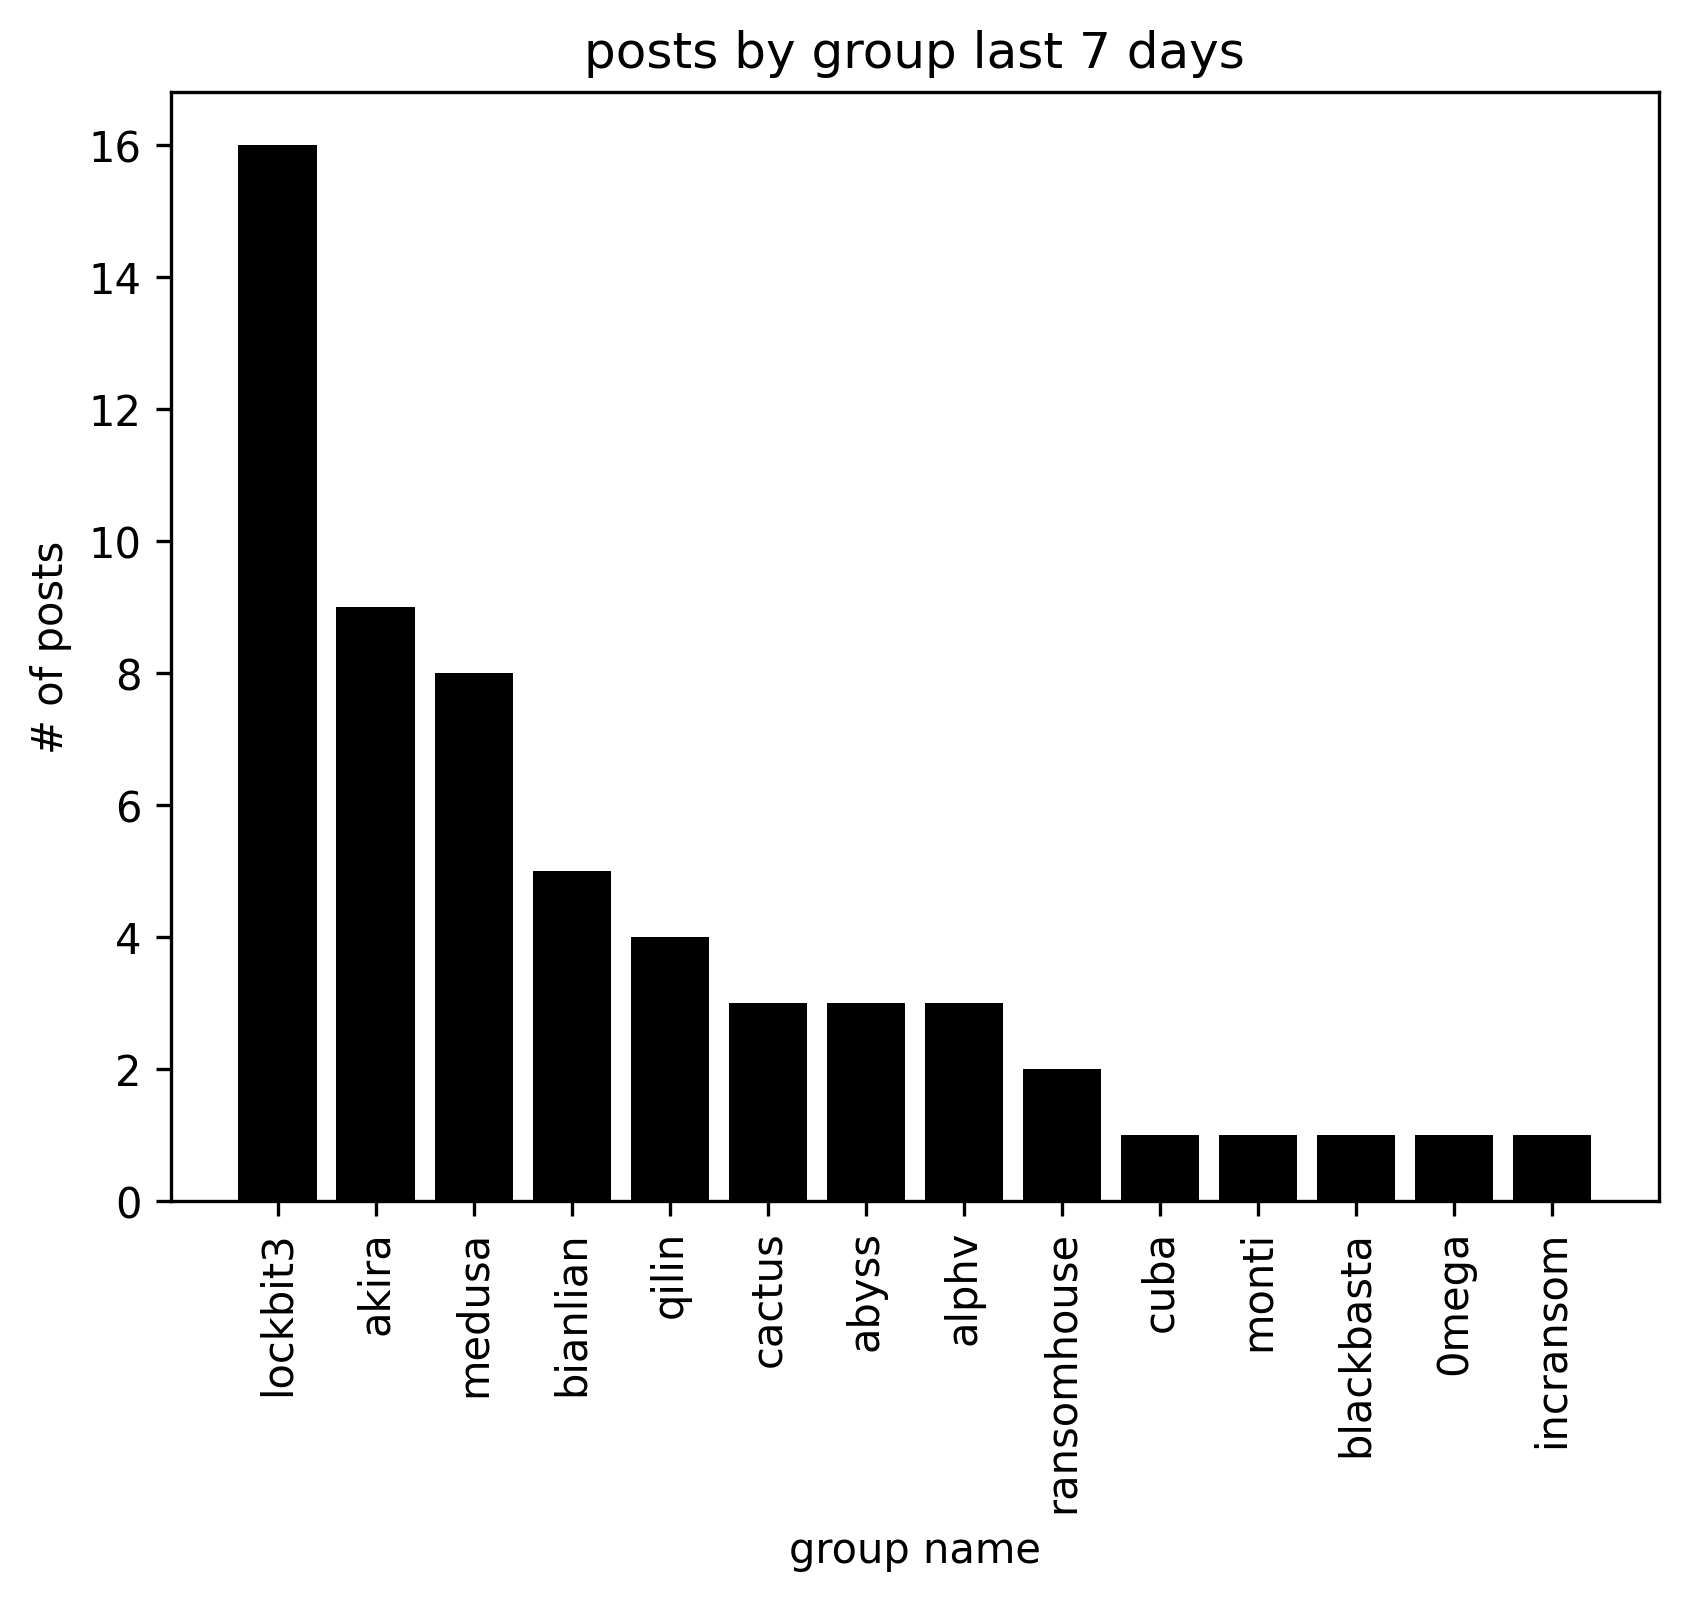 posts by group last 7 days
# of posts
16
14
12
10
8
6
4
2
0
lockbit3
akira
medusa
bianlian
qilin
cactus
abyss
alphv
ransomhouse
cuba
monti
blackbasta
0mega
incransom
group name